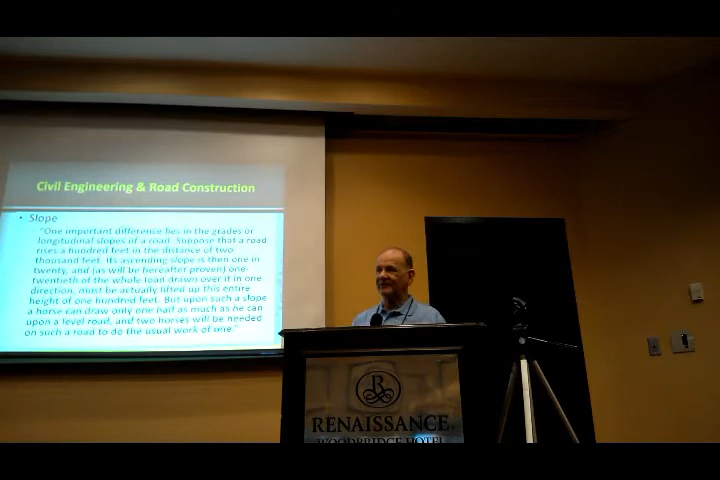 Civil Engineering & Road Construction
• Slope
"One important difference lies in the grades or
longitudinal slopes of a road. Suppose that a road
rises a hundred feet in the distance of two
thousand feet. Its ascending slope is then one in
twenty, and (as will be hereafter proven) one-
twentieth of the whole load drawn over it in one
direction, must be actually lifted up this entire
height of one hundred feet. But upon such a slope
a horse can draw only one half as much as he can
upon a level road, and two horses will be needed
on such a road to do the usual work of one."
R
RENAISSANCE
WOODBRIDGE HOTEL